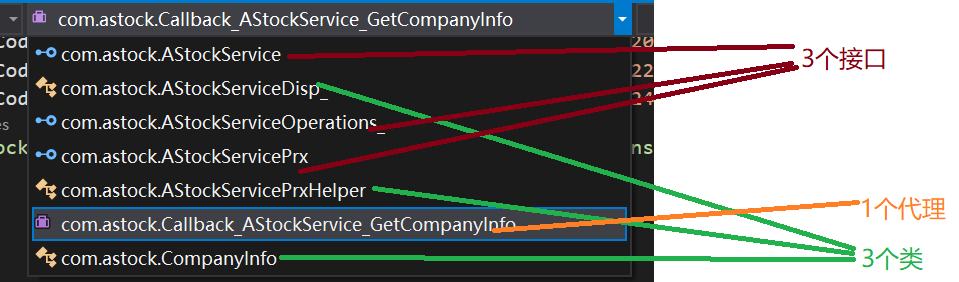 com.astock.Callback_AStockService_GetCompanyInfo
com.astock.AStockService
com.astock.AStockServiceDisp_
com.astock.AStockServiceOperations_
com.astock.AStockServicePrx
com.astock.AStockServicePrxHelper
com.astock.Callback_AStockService_GetCompanyInfo
com.astock.CompanyInfo
3个接口
1个代理
3个类
Cod
20
Cod
22
Cod
24
es
tock
ns